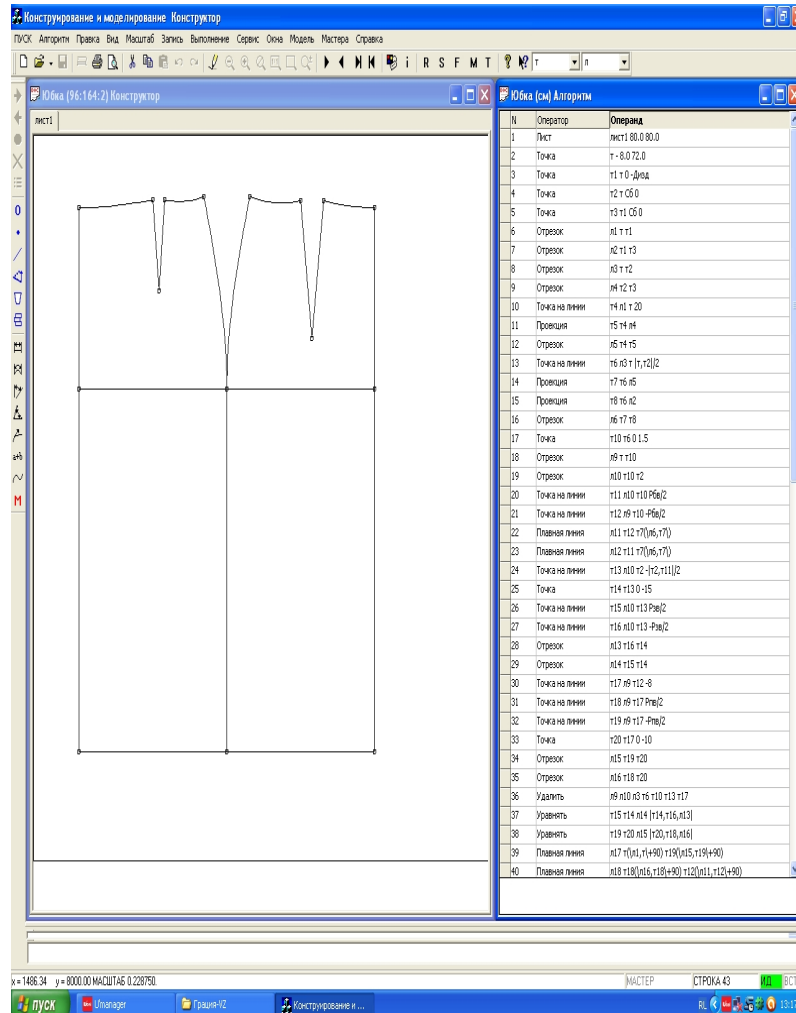 Конструирование и моделирование Конструктор
ПУСК Алгоритм Правка Вид Масштаб Запись Выполнение Сервис Окна Модель Мастера Справка
R S F M T т л
Юбка (96:164:2) Конструктор
лист1
Юбка (см) Алгоритм
N Оператор Операнд
1 Лист лист1 80.0 80.0
2 Точка т - 8.0 72.0
3 Точка т1 т 0 -Дизд
4 Точка т2 т Сб 0
5 Точка т3 т1 Сб 0
6 Отрезок л1 т т1
7 Отрезок л2 т1 т3
8 Отрезок л3 т т2
9 Отрезок л4 т2 т3
10 Точка на линии т4 л1 т 20
11 Проекция т5 т4 л4
12 Отрезок л5 т4 т5
13 Точка на линии т6 л3 т |т,т2|/2
14 Проекция т7 т6 л5
15 Проекция т8 т6 л2
16 Отрезок л6 т7 т8
17 Точка т10 т6 0 1.5
18 Отрезок л9 т т10
19 Отрезок л10 т10 т2
20 Точка на линии т11 л10 т10 Рбв/2
21 Точка на линии т12 л9 т10 -Рбв/2
22 Плавная линия л11 т12 т7(\л6,т7\)
23 Плавная линия л12 т11 т7(\л6,т7\)
24 Точка на линии т13 л10 т2 -|т2,т11|/2
25 Точка т14 т13 0 -15
26 Точка на линии т15 л10 т13 Рзв/2
27 Точка на линии т16 л10 т13 -Рзв/2
28 Отрезок л13 т16 т14
29 Отрезок л14 т15 т14
30 Точка на линии т17 л9 т12 -8
31 Точка на линии т18 л9 т17 Рпв/2
32 Точка на линии т19 л9 т17 -Рпв/2
33 Точка т20 т17 0 -10
34 Отрезок л15 т19 т20
35 Отрезок л16 т18 т20
36 Удалить л9 л10 л3 т6 т10 т13 т17
37 Уравнять т15 т14 л14 |т14,т16,л13|
38 Уравнять т19 т20 л15 |т20,т18,л16|
39 Плавная линия л17 т(\л1,т\+90) т19(\л15,т19\+90)
40 Плавная линия л18 т18(\л16,т18\+90) т12(\л11,т12\+90)
x = 1486.34 y = 8000.00 МАСШТАБ 0.228750. МАСТЕР СТРОКА 43 ИД ВСТ
пуск Umanager Грация-VZ Конструирование и ... RL 13:17